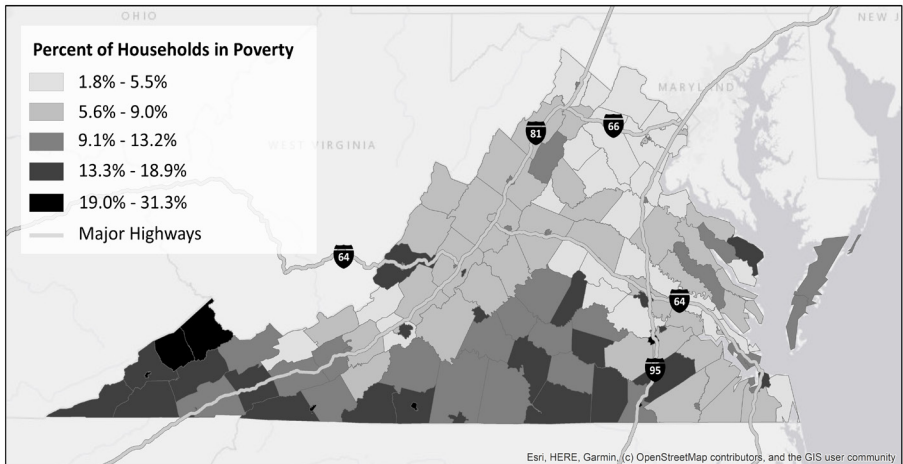 OHIO
NEW J
Percent of Households in Poverty
1.8% - 5.5%
5.6% - 9.0%
9.1% - 13.2%
13.3% - 18.9%
19.0% - 31.3%
Major Highways
MARYLAND
WEST VIRGINIA
81
66
64
64
95
Esri, HERE, Garmin, (c) OpenStreetMap contributors, and the GIS user community